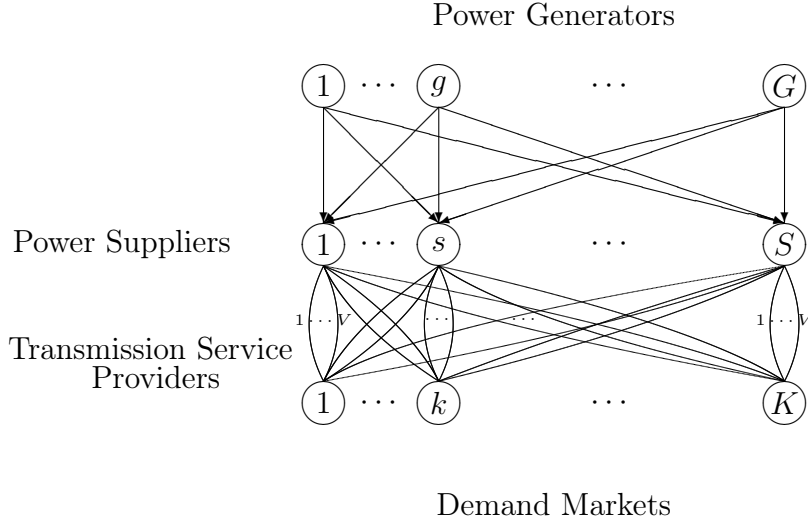 Power Generators
1 ··· g ··· G
Power Suppliers
1 ··· s ··· S
1 ··· V ··· ··· 1 ··· V
Transmission Service
Providers
1 ··· k ··· K
Demand Markets